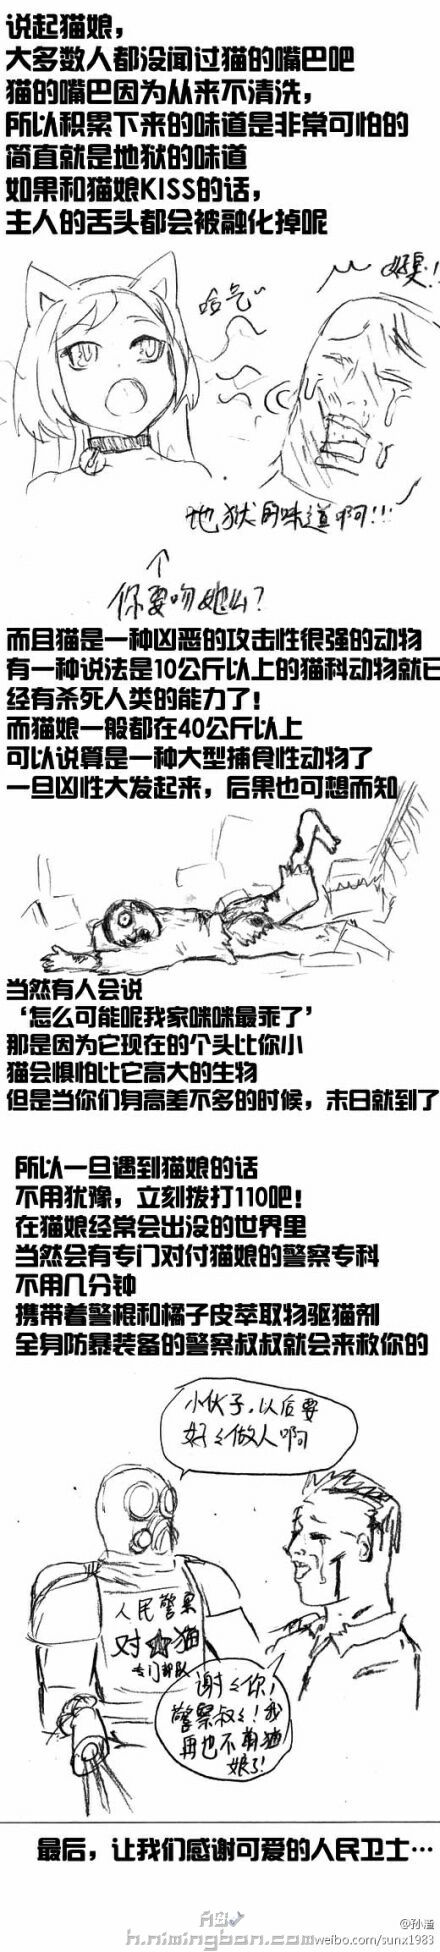 说起猫娘，
大多数人都没闻过猫的嘴巴吧
猫的嘴巴因为从来不清洗，
所以积累下来的味道是非常可怕的
简直就是地狱的味道
如果和猫娘KISS的话，
主人的舌头都会被融化掉呢
哈气~
好臭!!
地狱的味道啊!!!
你要吻她么?
而且猫是一种凶恶的攻击性很强的动物
有一种说法是10公斤以上的猫科动物就已
经有杀死人类的能力了!
而猫娘一般都在40公斤以上
可以说算是一种大型捕食性动物了
一旦凶性大发起来，后果也可想而知
当然有人会说
‘怎么可能呢我家咪咪最乖了’
那是因为它现在的个头比你小
猫会惧怕比它高大的生物
但是当你们身高差不多的时候，末日就到了
所以一旦遇到猫娘的话
不用犹豫，立刻拨打110吧!
在猫娘经常会出没的世界里
当然会有专门对付猫娘的警察专科
不用几分钟
携带着警棍和橘子皮萃取物驱猫剂
全身防暴装备的警察叔叔就会来救你的
小伙子，以后要
好々做人啊
人民警察
对★猫
专门部队
谢々你，
警察叔々!我
再也不养猫
娘了!
最后，让我们感谢可爱的人民卫士…
h.nimingban.com
@孙渣
weibo.com/sunx1983